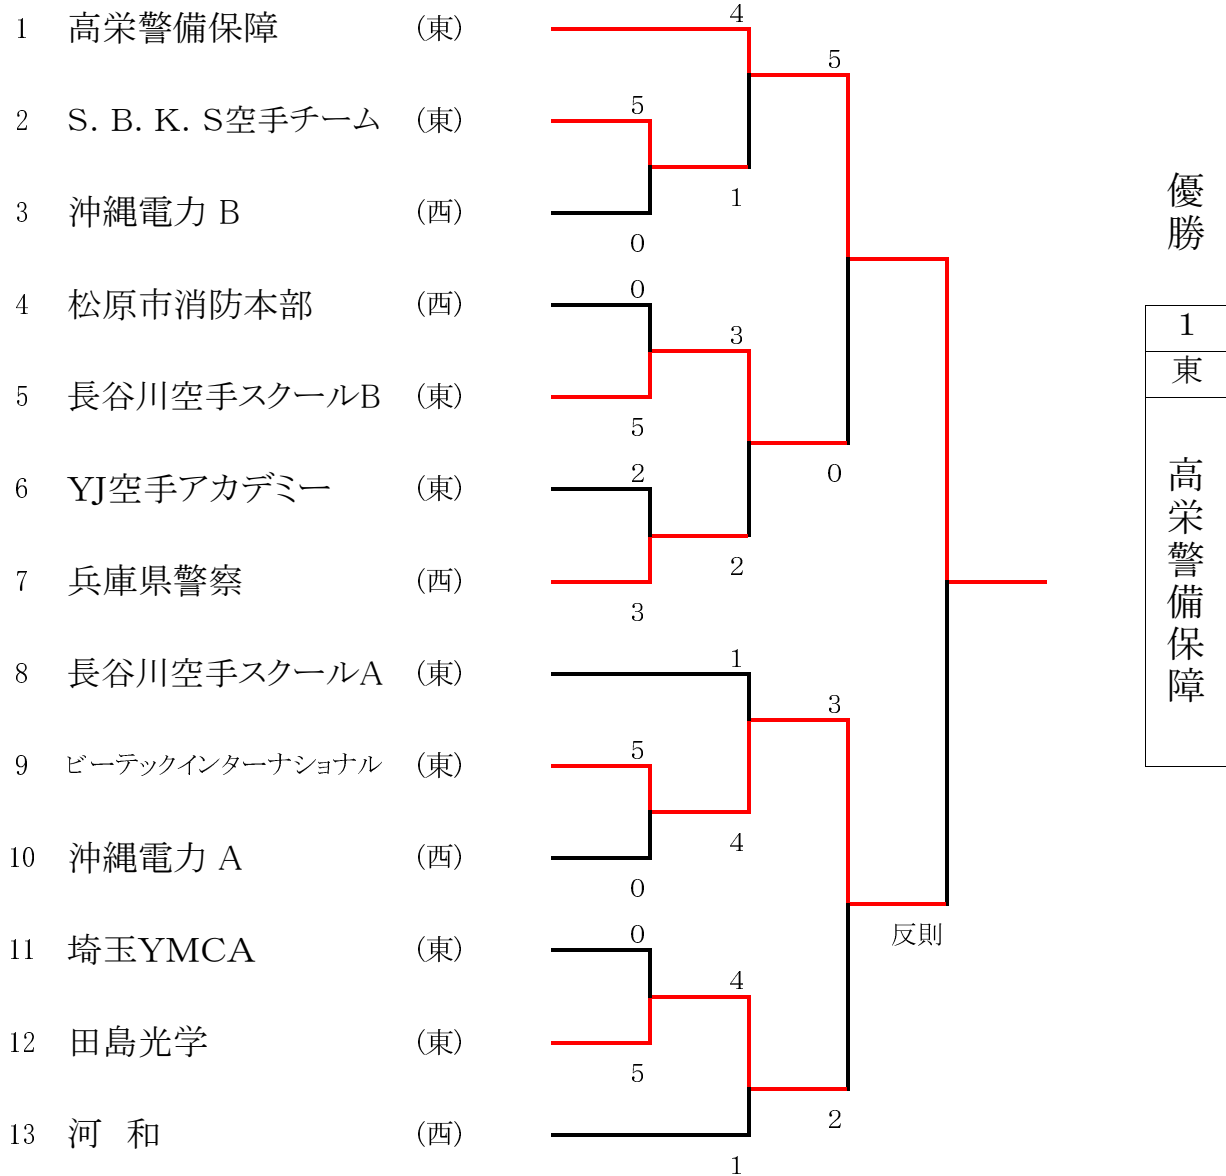 1 高栄警備保障 (東)
4
5
2 S. B. K. S空手チーム (東)
5
1
3 沖縄電力 B (西)
0
4 松原市消防本部 (西)
0
3
5 長谷川空手スクールB (東)
5
0
6 YJ空手アカデミー (東)
2
2
7 兵庫県警察 (西)
3
8 長谷川空手スクールA (東)
1
3
9 ビーテックインターナショナル (東)
5
4
10 沖縄電力 A (西)
0
反則
11 埼玉YMCA (東)
0
4
12 田島光学 (東)
5
2
13 河 和 (西)
1
優勝
1
東
高栄警備保障